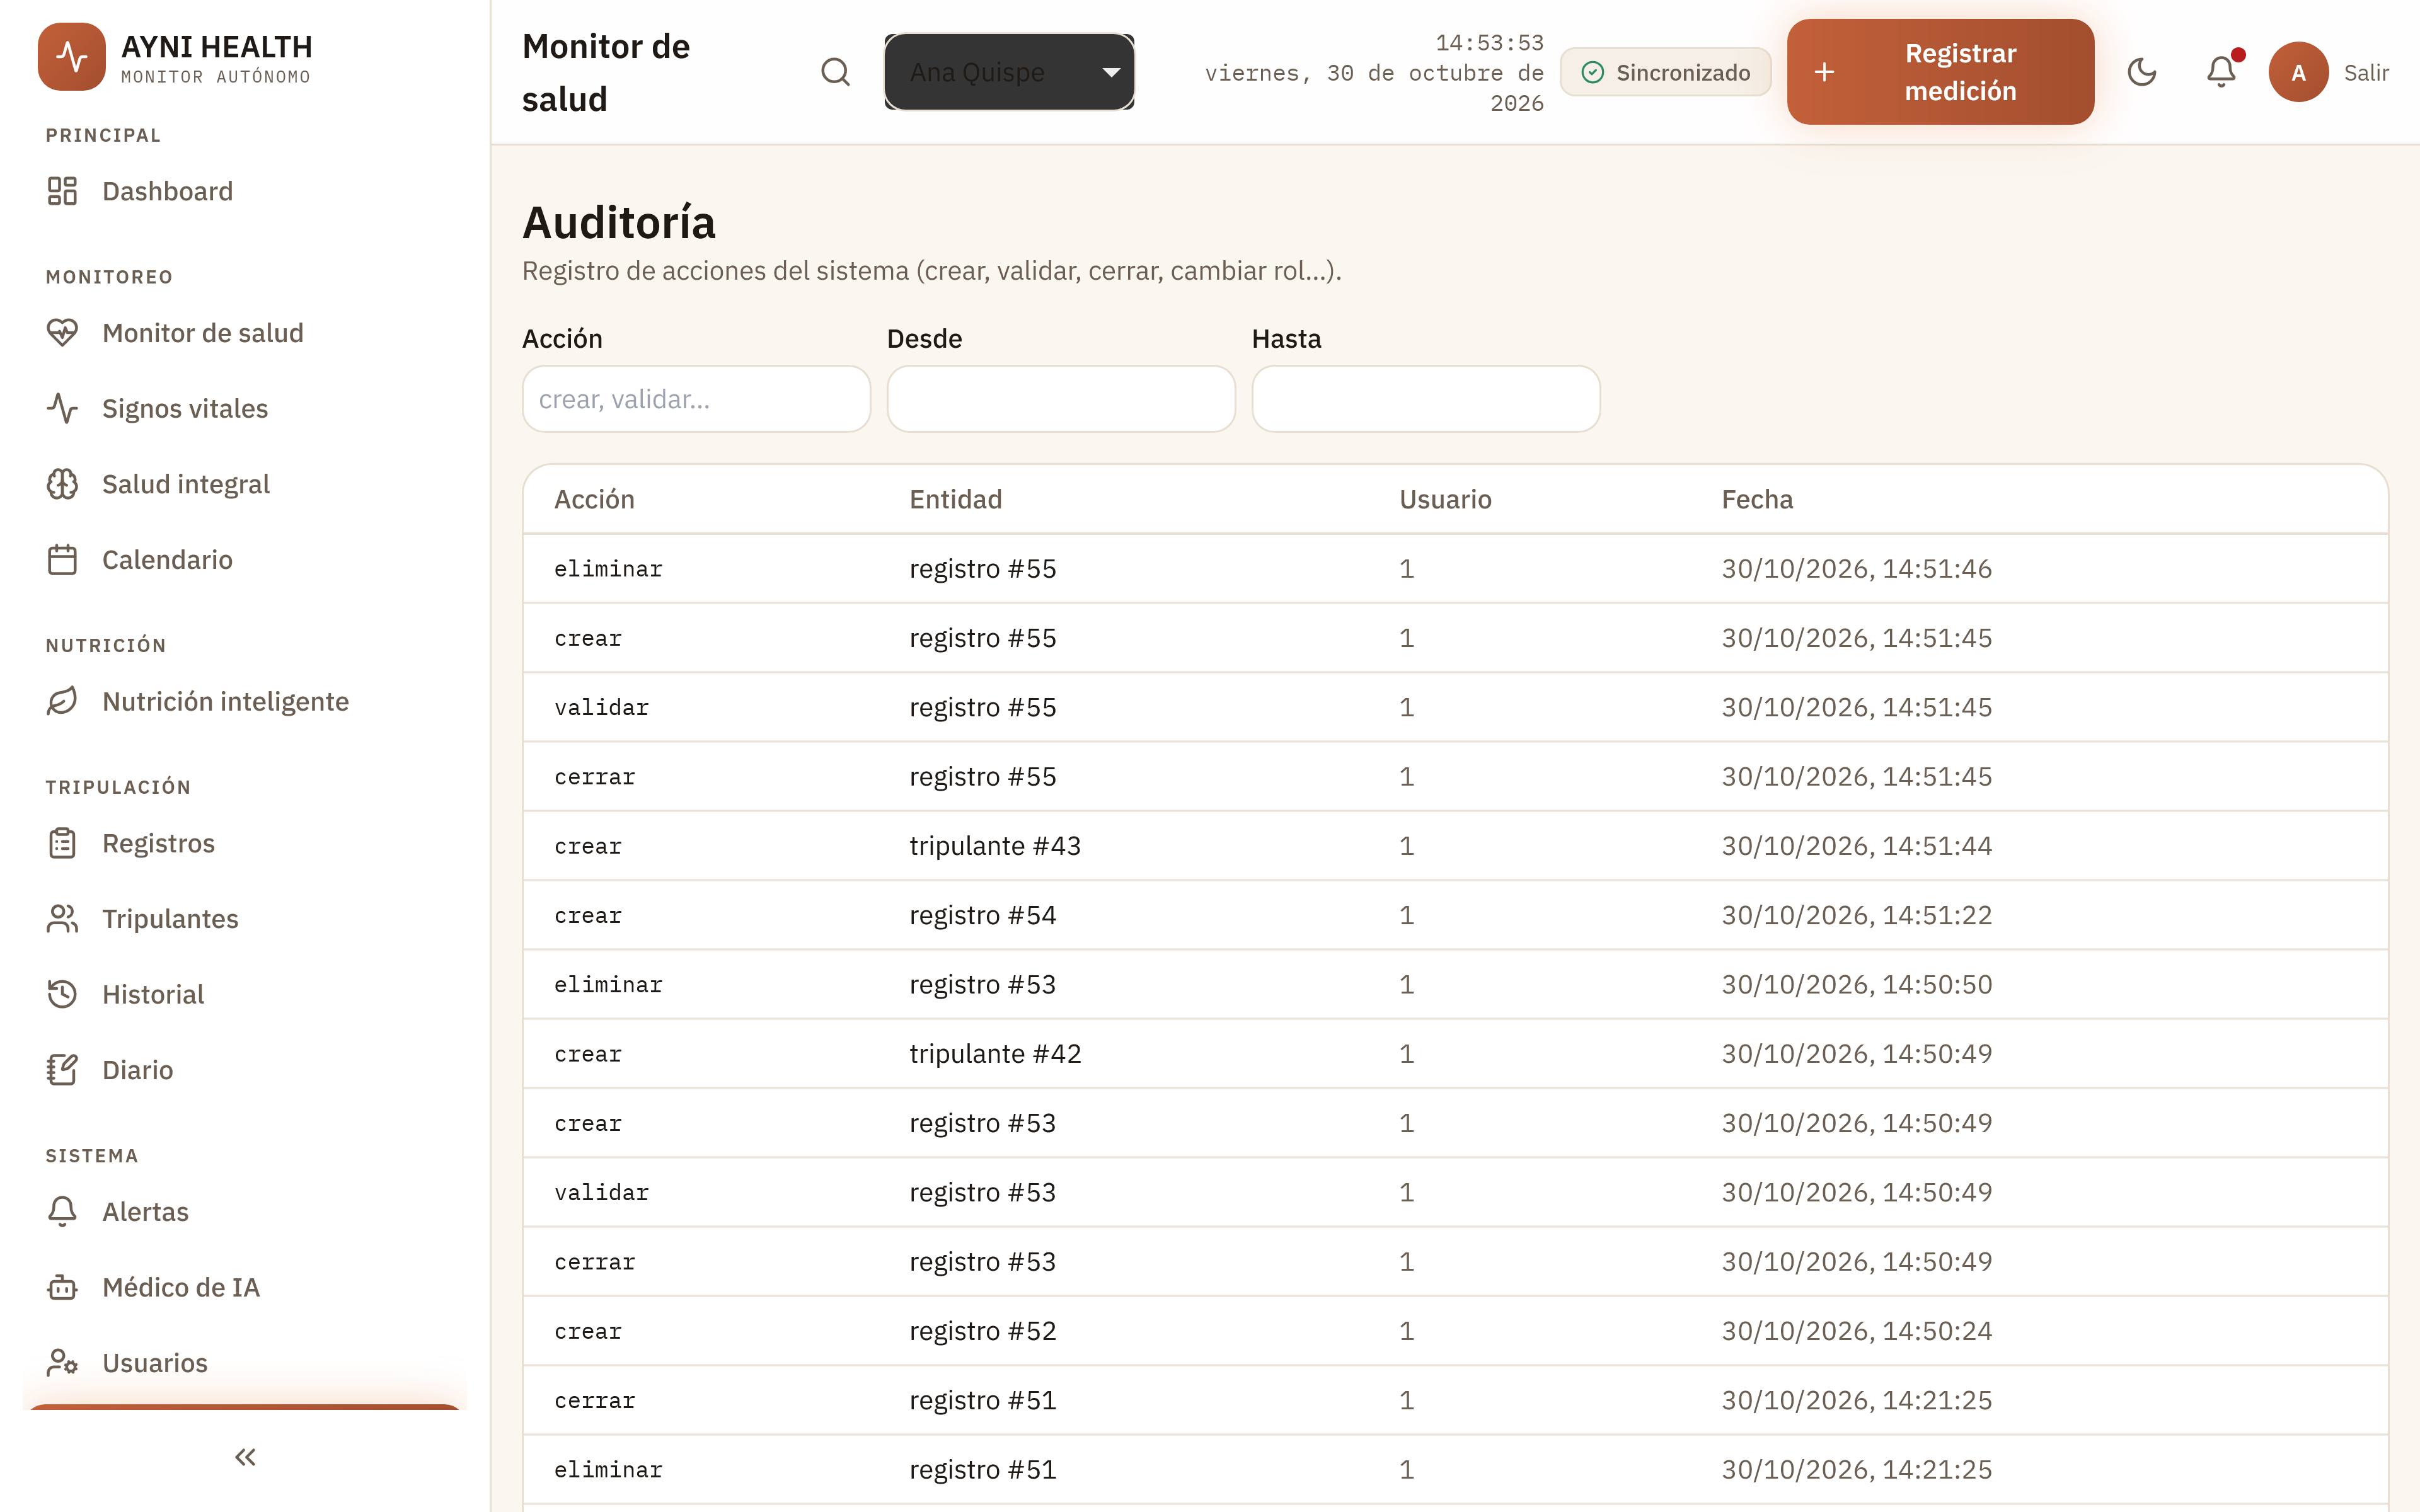 AYNI HEALTH
MONITOR AUTÓNOMO
PRINCIPAL
Dashboard
MONITOREO
Monitor de salud
Signos vitales
Salud integral
Calendario
NUTRICIÓN
Nutrición inteligente
TRIPULACIÓN
Registros
Tripulantes
Historial
Diario
SISTEMA
Alertas
Médico de IA
Usuarios
Monitor de
salud
Ana Quispe
14:53:53
viernes, 30 de octubre de
2026
Sincronizado
Registrar
medición
A
Salir
Auditoría
Registro de acciones del sistema (crear, validar, cerrar, cambiar rol...).
Acción Desde Hasta
crear, validar...
Acción Entidad Usuario Fecha
eliminar registro #55 1 30/10/2026, 14:51:46
crear registro #55 1 30/10/2026, 14:51:45
validar registro #55 1 30/10/2026, 14:51:45
cerrar registro #55 1 30/10/2026, 14:51:45
crear tripulante #43 1 30/10/2026, 14:51:44
crear registro #54 1 30/10/2026, 14:51:22
eliminar registro #53 1 30/10/2026, 14:50:50
crear tripulante #42 1 30/10/2026, 14:50:49
crear registro #53 1 30/10/2026, 14:50:49
validar registro #53 1 30/10/2026, 14:50:49
cerrar registro #53 1 30/10/2026, 14:50:49
crear registro #52 1 30/10/2026, 14:50:24
cerrar registro #51 1 30/10/2026, 14:21:25
eliminar registro #51 1 30/10/2026, 14:21:25